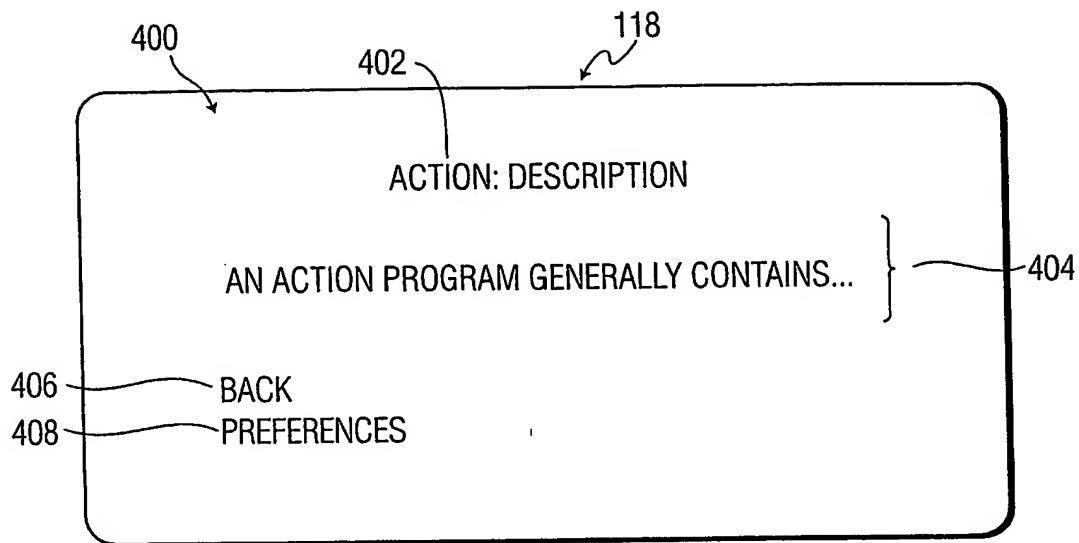 400
402
118
ACTION: DESCRIPTION
AN ACTION PROGRAM GENERALLY CONTAINS...
404
406
BACK
408
PREFERENCES